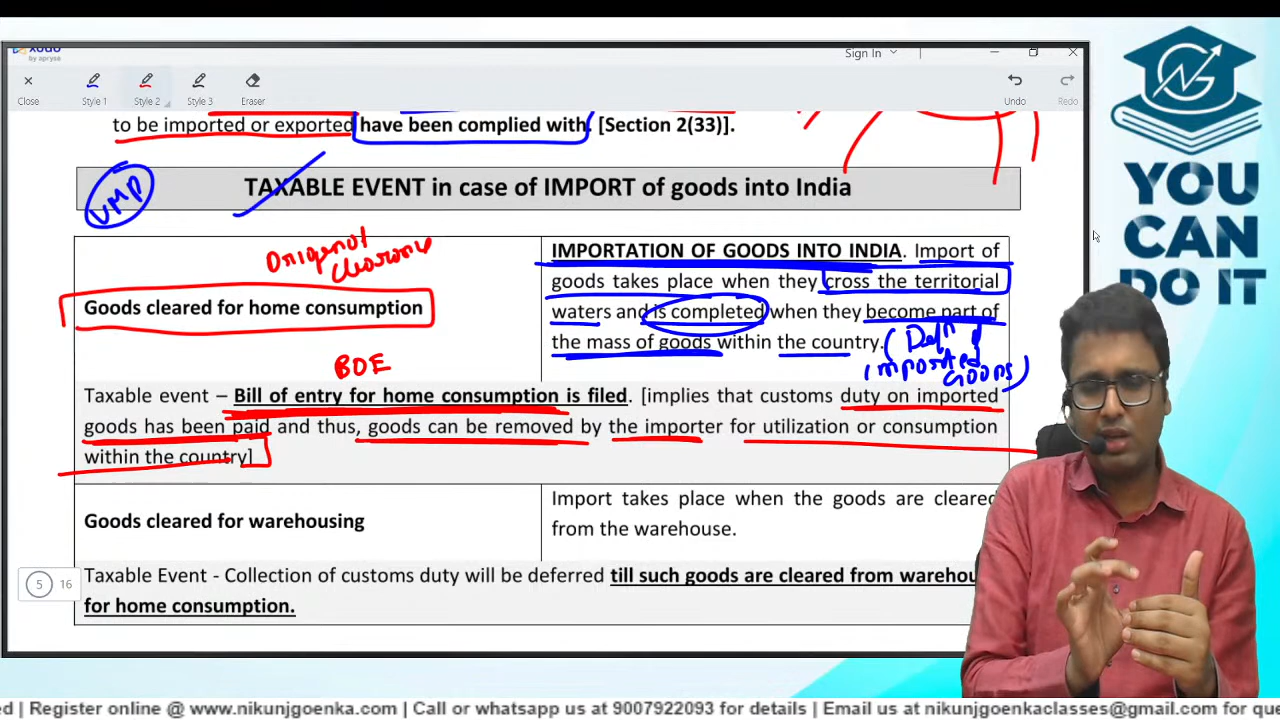 xodo
by apryse
Sign In
Close
Style 1
Style 2
Style 3
Eraser
Undo
Redo
to be imported or exported have been complied with. [Section 2(33)].
VMP
TAXABLE EVENT in case of IMPORT of goods into India
Original
clearance
Goods cleared for home consumption
IMPORTATION OF GOODS INTO INDIA. Import of
goods takes place when they cross the territorial
waters and is completed when they become part of
the mass of goods within the country.
(Defn of
imported
Goods)
BOE
Taxable event – Bill of entry for home consumption is filed. [implies that customs duty on imported
goods has been paid and thus, goods can be removed by the importer for utilization or consumption
within the country]
Goods cleared for warehousing
Import takes place when the goods are cleared
from the warehouse.
Taxable Event - Collection of customs duty will be deferred till such goods are cleared from warehou
for home consumption.
5 16
NG
YOU
CAN
DO IT
ed | Register online @ www.nikunjgoenka.com | Call or whatsapp us at 9007922093 for details | Email us at nikunjgoenkaclasses@gmail.com for que